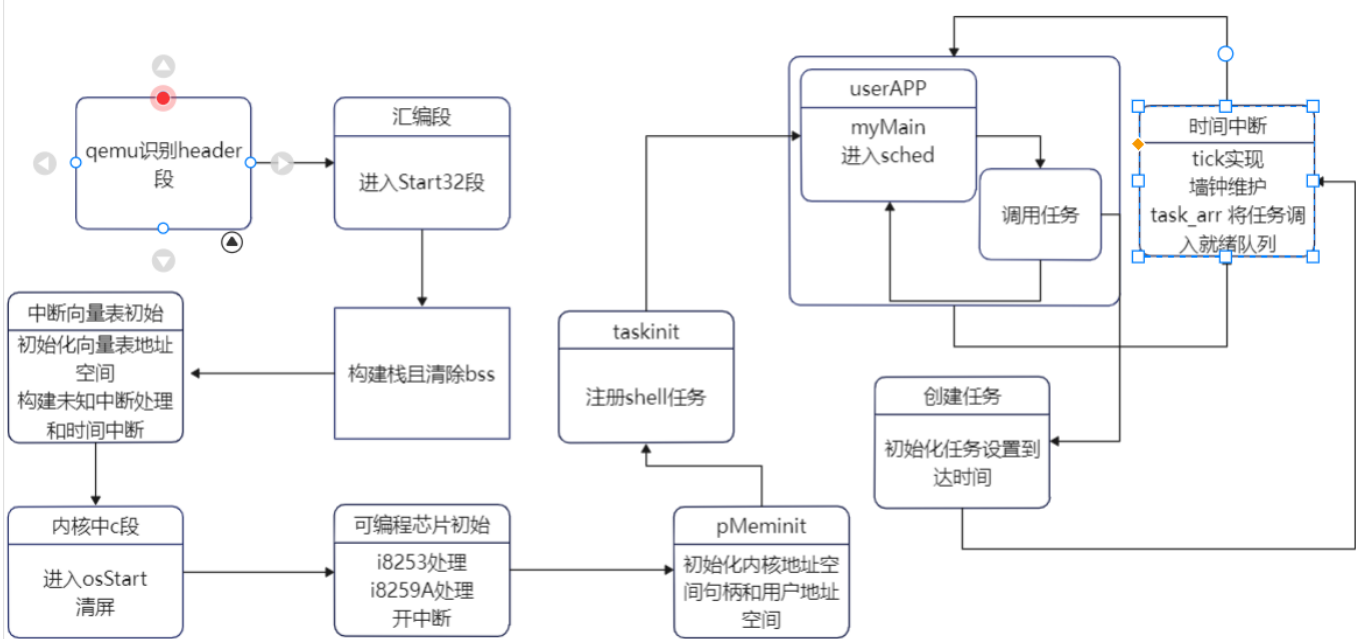 qemu识别header
段
汇编段
进入Start32段
构建栈且清除bss
中断向量表初始
初始化向量表地址
空间
构建未知中断处理
和时间中断
内核中c段
进入osStart
清屏
可编程芯片初始
i8253处理
i8259A处理
开中断
pMeminit
初始化内核地址空
间句柄和用户地址
空间
taskinit
注册shell任务
userAPP
myMain
进入sched
调用任务
创建任务
初始化任务设置到
达时间
时间中断
tick实现
墙钟维护
task_arr 将任务调
入就绪队列